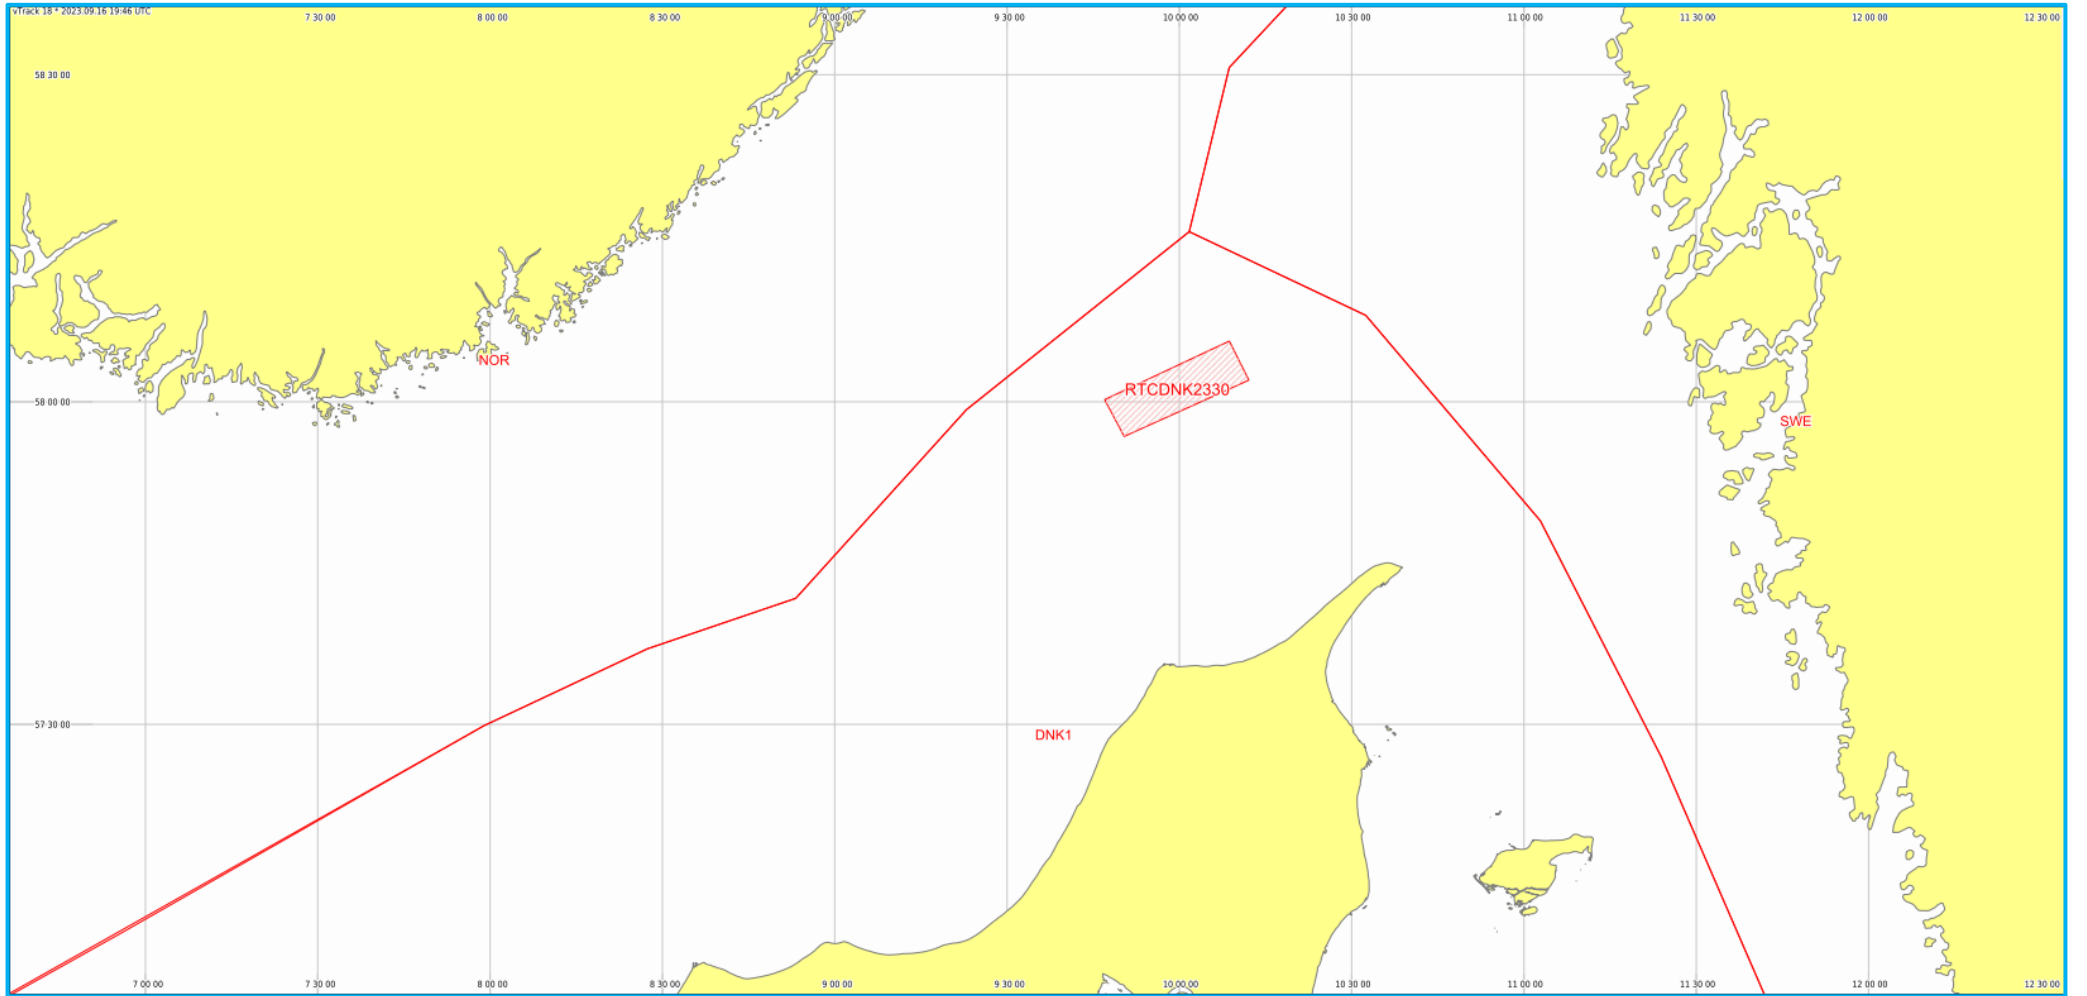 vTrack 18 * 2023.09.16 19:46 UTC
7 30 00 8 00 00 8 30 00 9 00 00 9 30 00 10 00 00 10 30 00 11 00 00 11 30 00 12 00 00 12 30 00
58 30 00
NOR
RTCDNK2330
58 00 00
SWE
57 30 00
DNK1
7 00 00 7 30 00 8 00 00 8 30 00 9 00 00 9 30 00 10 00 00 10 30 00 11 00 00 11 30 00 12 00 00 12 30 00